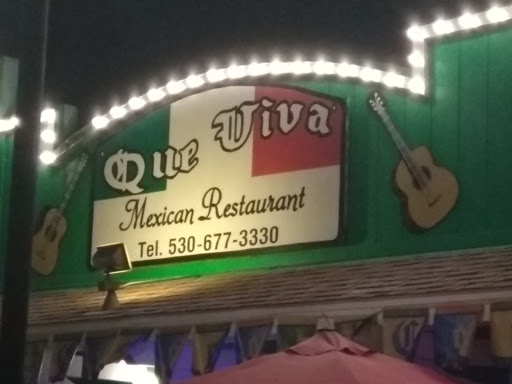 Que Viva
Mexican Restaurant
Tel. 530-677-3330